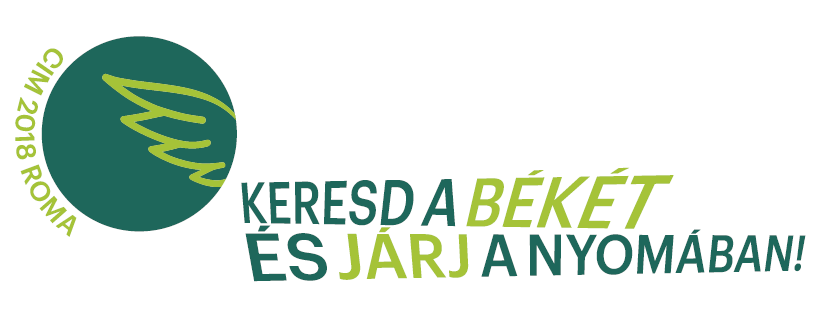 CIM 2018 ROMA
KERESD A BÉKÉT
ÉS JÁRJ A NYOMÁBAN!